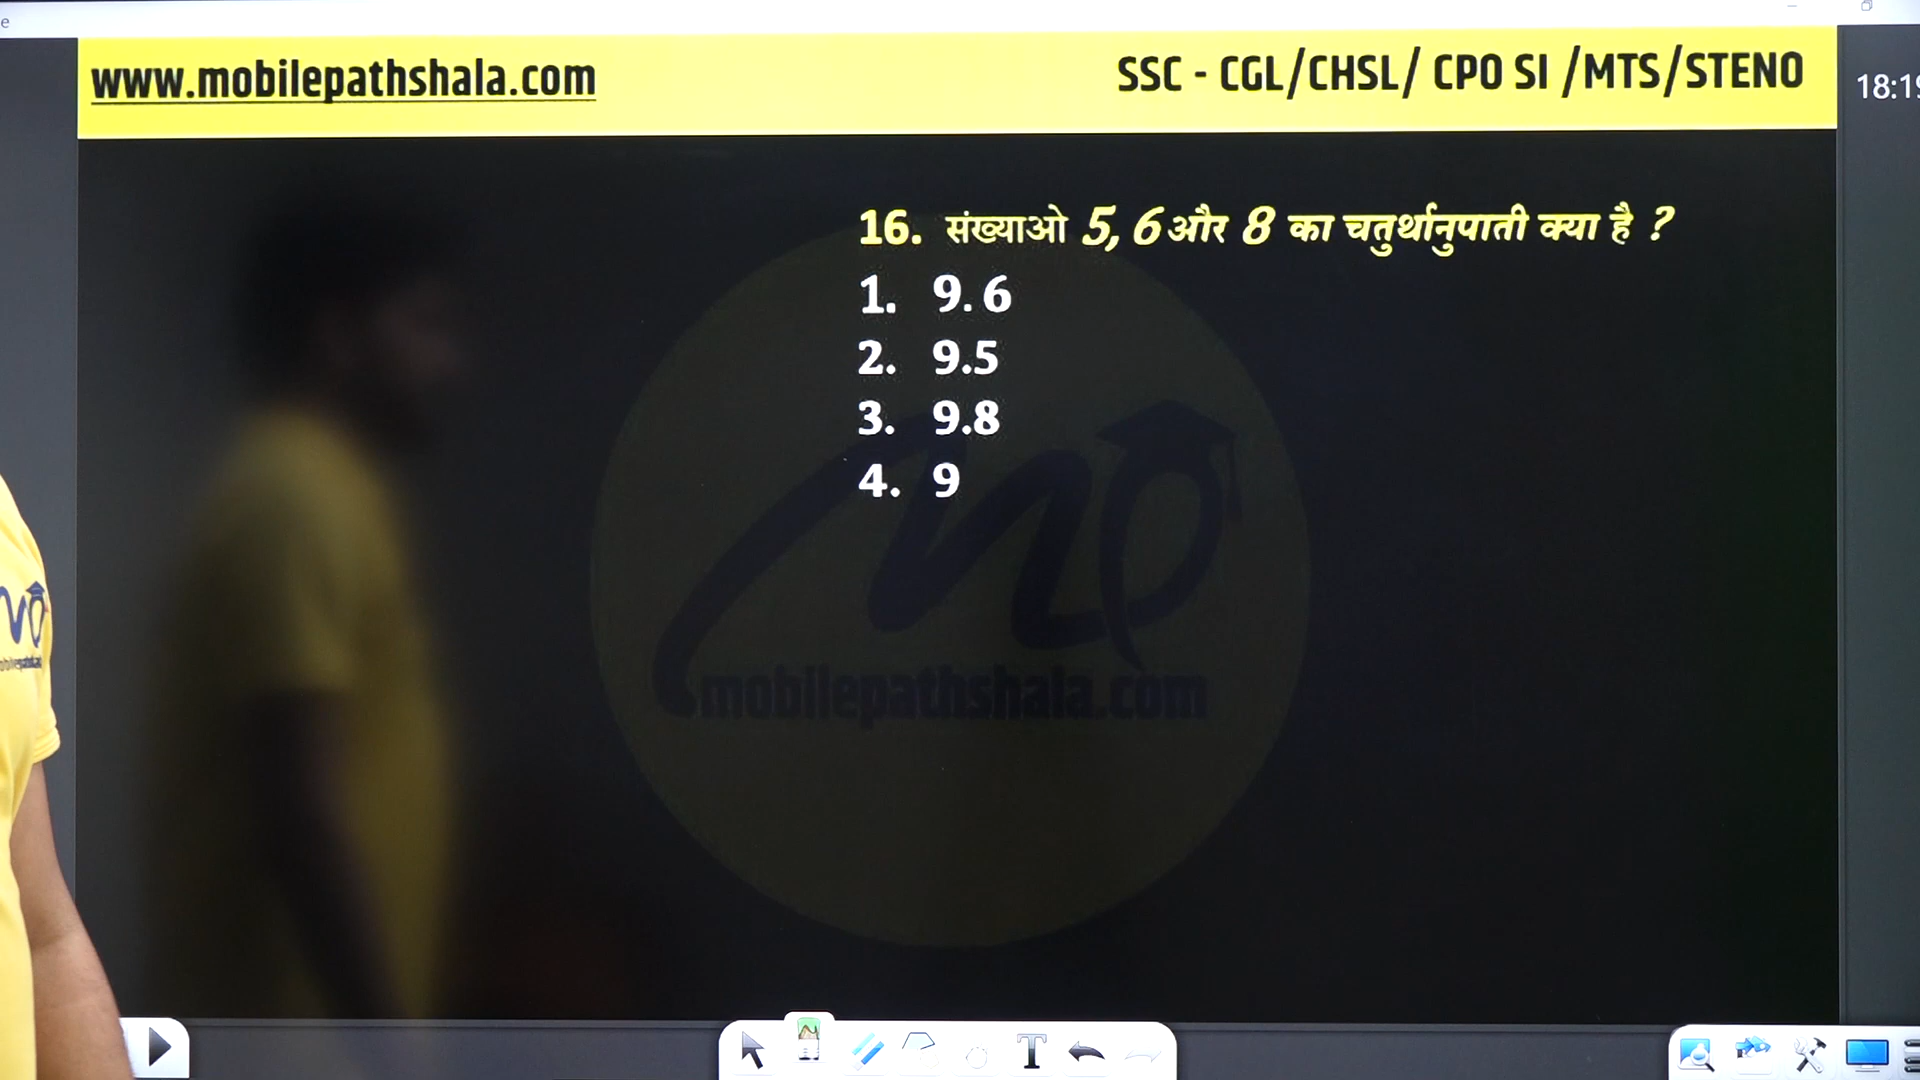 e
www.mobilepathshala.com
SSC - CGL/CHSL/ CPO SI /MTS/STENO
18:19
16. संख्याओ 5, 6 और 8 का चतुर्थानुपाती क्या है ?
1. 9.6
2. 9.5
3. 9.8
4. 9
mobilepathshala.com
T